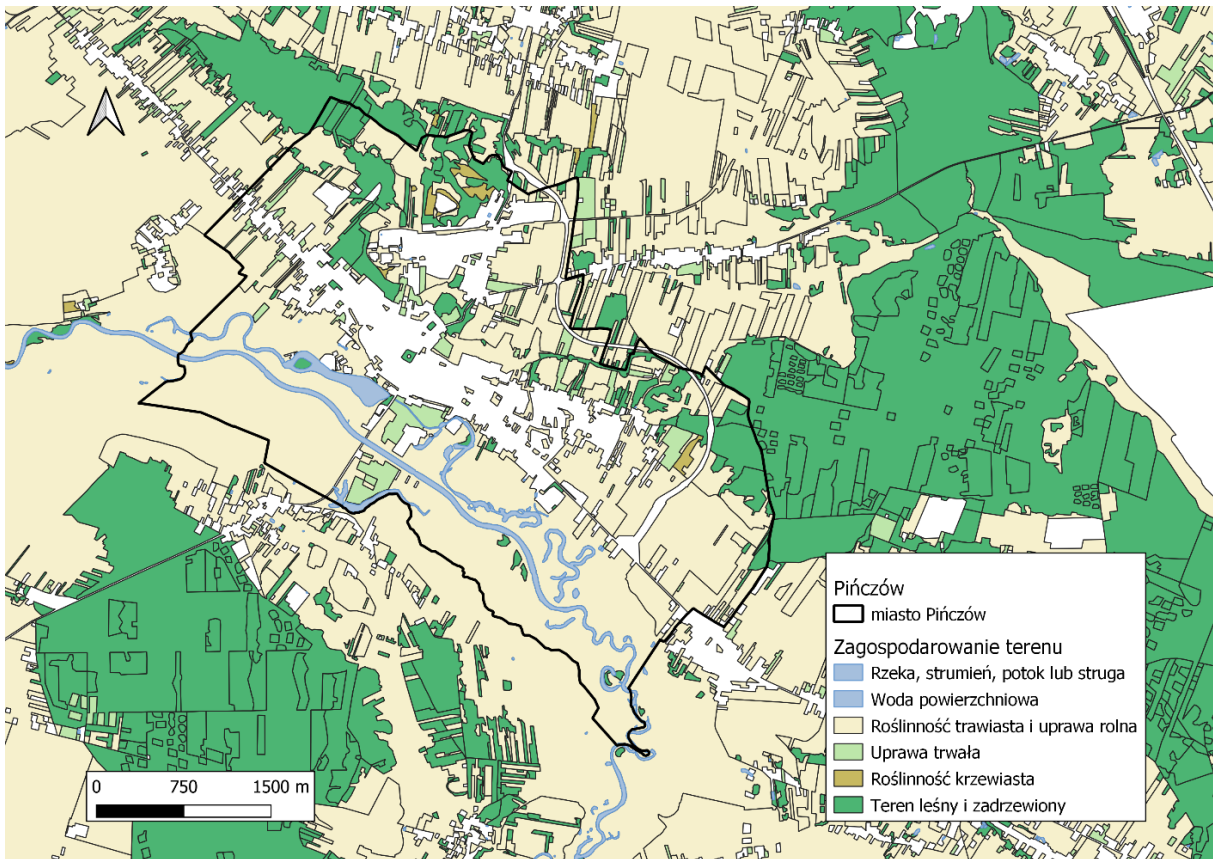 Pińczów
miasto Pińczów
Zagospodarowanie terenu
Rzeka, strumień, potok lub struga
Woda powierzchniowa
Roślinność trawiasta i uprawa rolna
Uprawa trwała
Roślinność krzewiasta
Teren leśny i zadrzewiony
0 750 1500 m